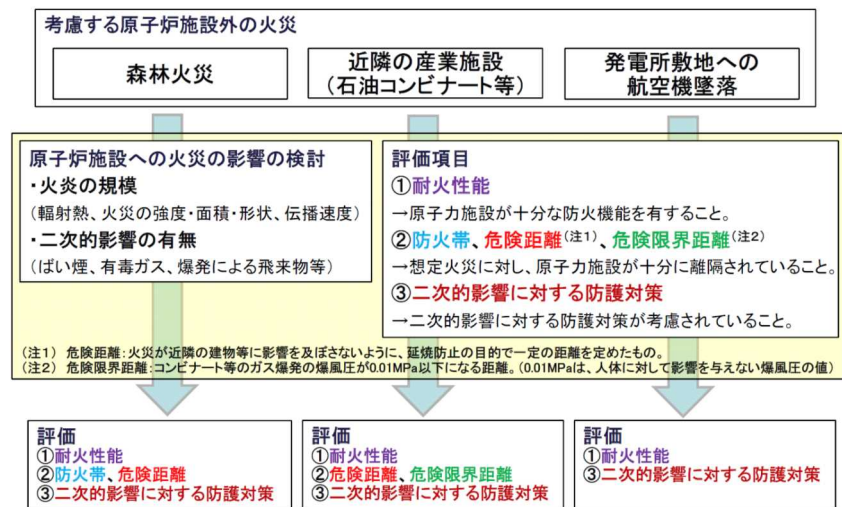 考慮する原子炉施設外の火災
森林火災
近隣の産業施設
（石油コンビナート等）
発電所敷地への
航空機墜落
原子炉施設への火災の影響の検討
・火炎の規模
（輻射熱、火災の強度・面積・形状、伝播速度）
・二次的影響の有無
（ばい煙、有毒ガス、爆発による飛来物等）
評価項目
①耐火性能
→原子力施設が十分な防火機能を有すること。
②防火帯、危険距離（注1）、危険限界距離（注2）
→想定火災に対し、原子力施設が十分に離隔されていること。
③二次的影響に対する防護対策
→二次的影響に対する防護対策が考慮されていること。
（注１） 危険距離：火災が近隣の建物等に影響を及ぼさないように、延焼防止の目的で一定の距離を定めたもの。
（注２） 危険限界距離：コンビナート等のガス爆発の爆風圧が0.01MPa以下になる距離。（0.01MPaは、人体に対して影響を与えない爆風圧の値）
評価
①耐火性能
②防火帯、危険距離
③二次的影響に対する防護対策
評価
①耐火性能
②危険距離、危険限界距離
③二次的影響に対する防護対策
評価
①耐火性能
③二次的影響に対する防護対策